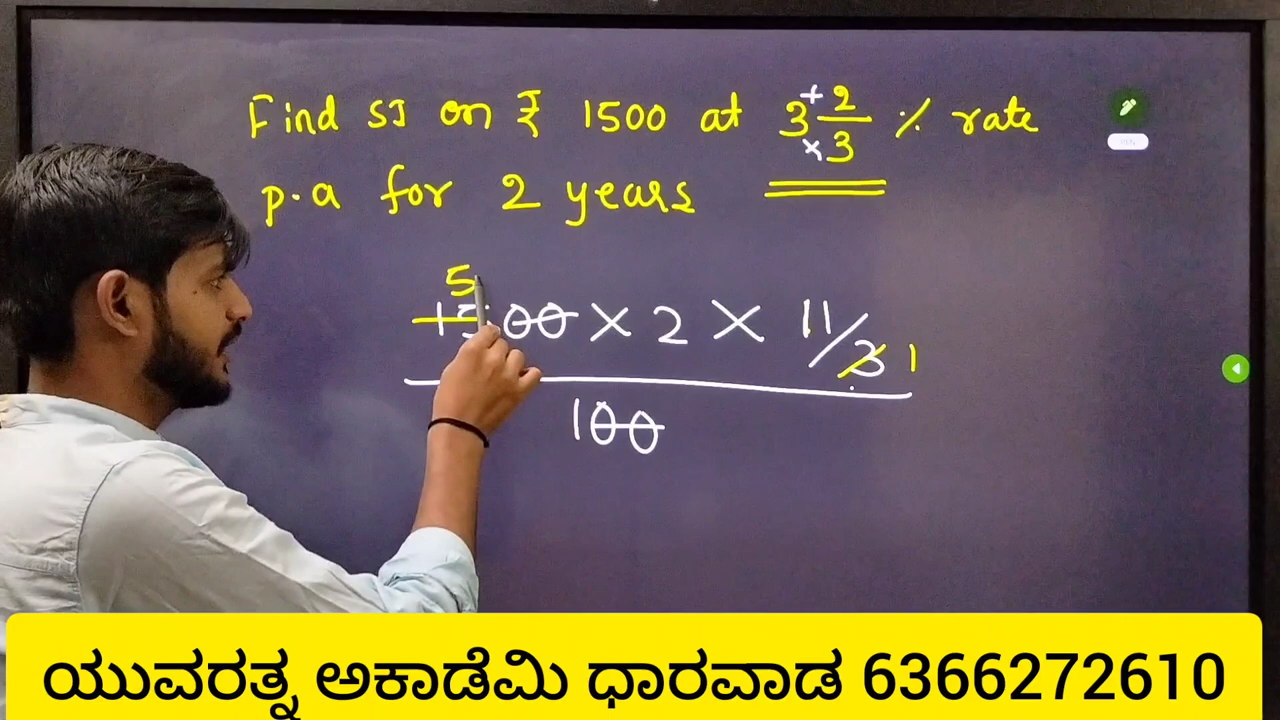 Find SI on ₹ 1500 at 3 2/3 % rate
p.a for 2 years
5
1500 × 2 × 11/3 1
100
ಯುವರತ್ನ ಅಕಾಡೆಮಿ ಧಾರವಾಡ 6366272610